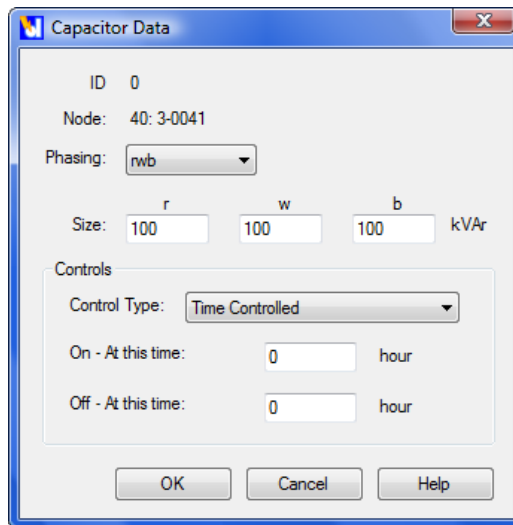 Capacitor Data
ID 0
Node: 40: 3-0041
Phasing: rwb
r w b
Size: 100 100 100 kVAr
Controls
Control Type: Time Controlled
On - At this time: 0 hour
Off - At this time: 0 hour
OK Cancel Help